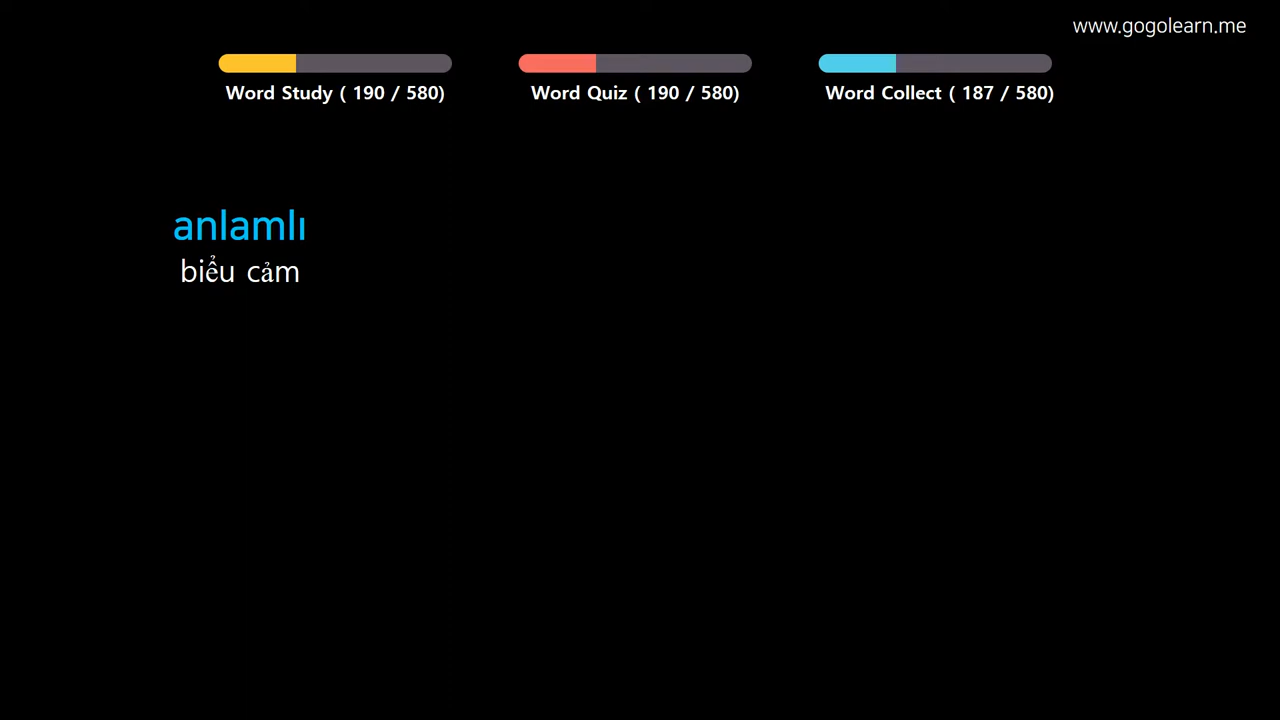 www.gogolearn.me
Word Study ( 190 / 580)
Word Quiz ( 190 / 580)
Word Collect ( 187 / 580)
anlamlı
biểu cảm